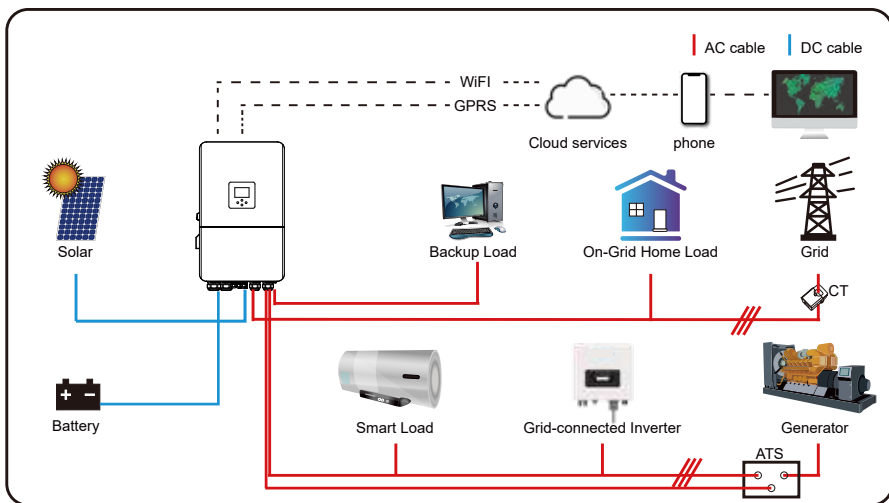 AC cable
DC cable
WiFI
GPRS
Cloud services
phone
Solar
Backup Load
On-Grid Home Load
Grid
CT
Battery
Smart Load
Grid-connected Inverter
Generator
ATS